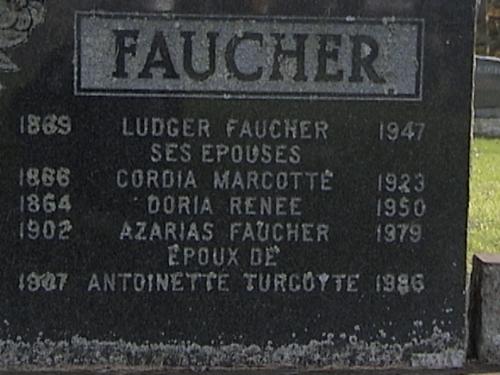 FAUCHER
1869 LUDGER FAUCHER 1947
SES EPOUSES
1866 CORDIA MARCOTTE 1923
1864 DORIA RENEE 1950
1902 AZARIAS FAUCHER 1979
EPOUX DE
1907 ANTOINETTE TURCOTTE 1986